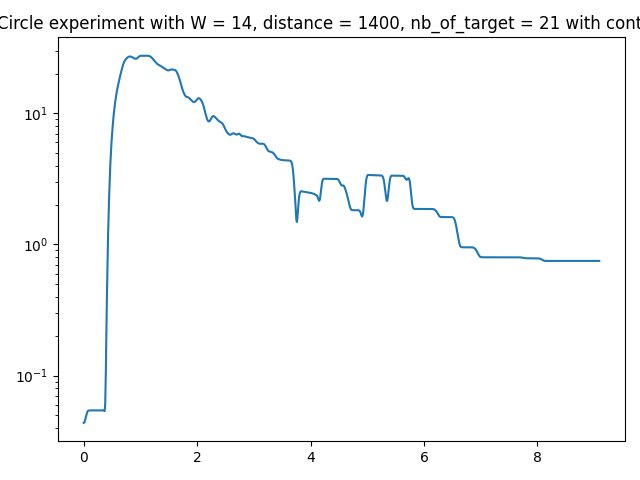 Circle experiment with W = 14, distance = 1400, nb_of_target = 21 with cont
10¹
10⁰
10⁻¹
0 2 4 6 8